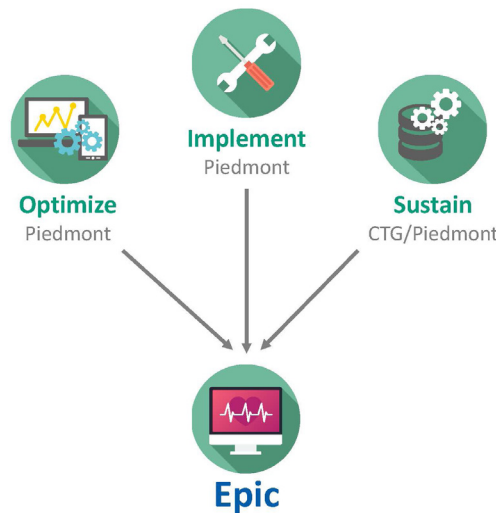 Optimize
Piedmont
Implement
Piedmont
Sustain
CTG/Piedmont
Epic